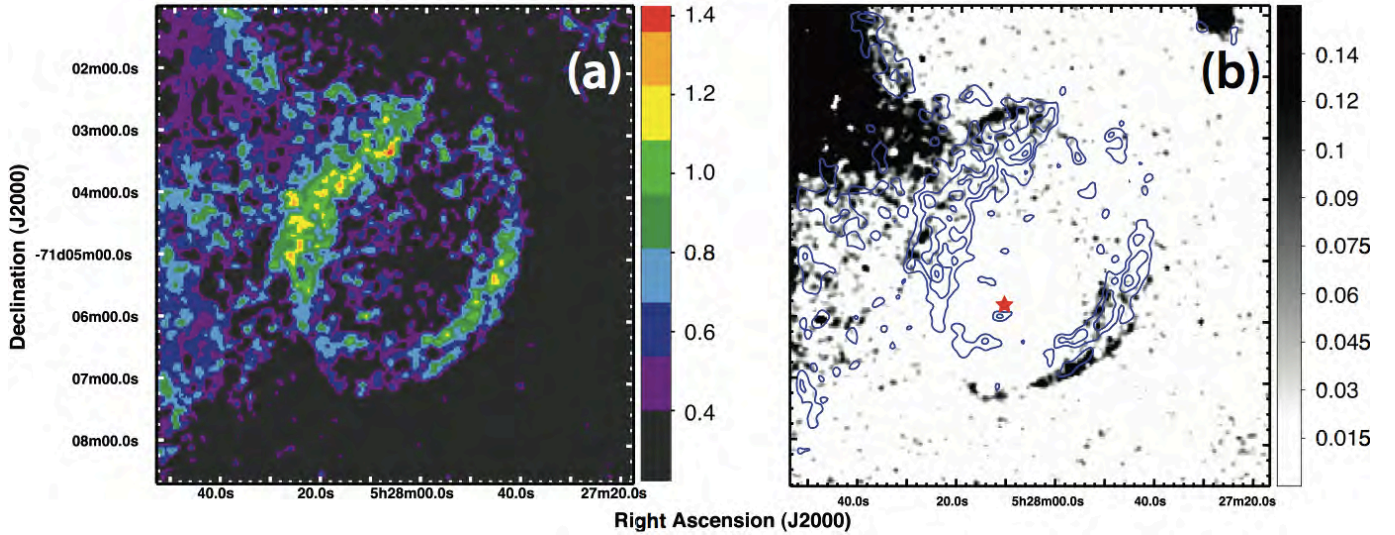 (a)
02m00.0s
03m00.0s
04m00.0s
-71d05m00.0s
06m00.0s
07m00.0s
08m00.0s
Declination (J2000)
40.0s 20.0s 5h28m00.0s 40.0s 27m20.0s
1.4
1.2
1.0
0.8
0.6
0.4
(b)
40.0s 20.0s 5h28m00.0s 40.0s 27m20.0s
0.14
0.12
0.1
0.09
0.075
0.06
0.045
0.03
0.015
Right Ascension (J2000)